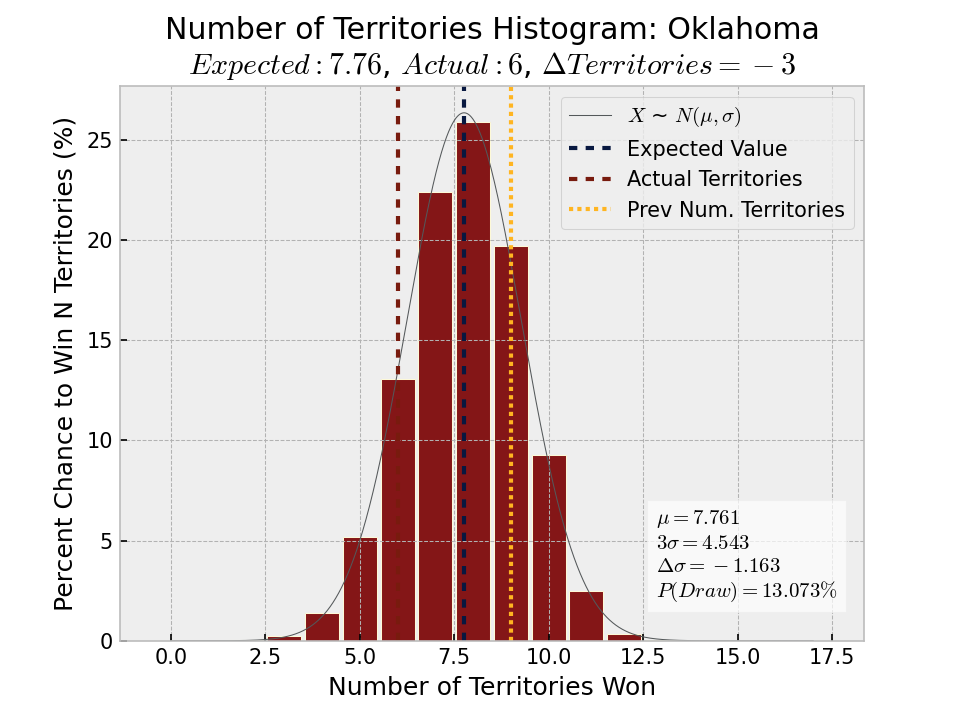 Number of Territories Histogram: Oklahoma
Expected : 7.76, Actual : 6, ΔTerritories = −3
X ~ N(μ, σ)
Expected Value
Actual Territories
Prev Num. Territories
Percent Chance to Win N Territories (%)
25
20
15
10
5
0
μ = 7.761
3σ = 4.543
Δσ = −1.163
P(Draw) = 13.073%
0.0 2.5 5.0 7.5 10.0 12.5 15.0 17.5
Number of Territories Won